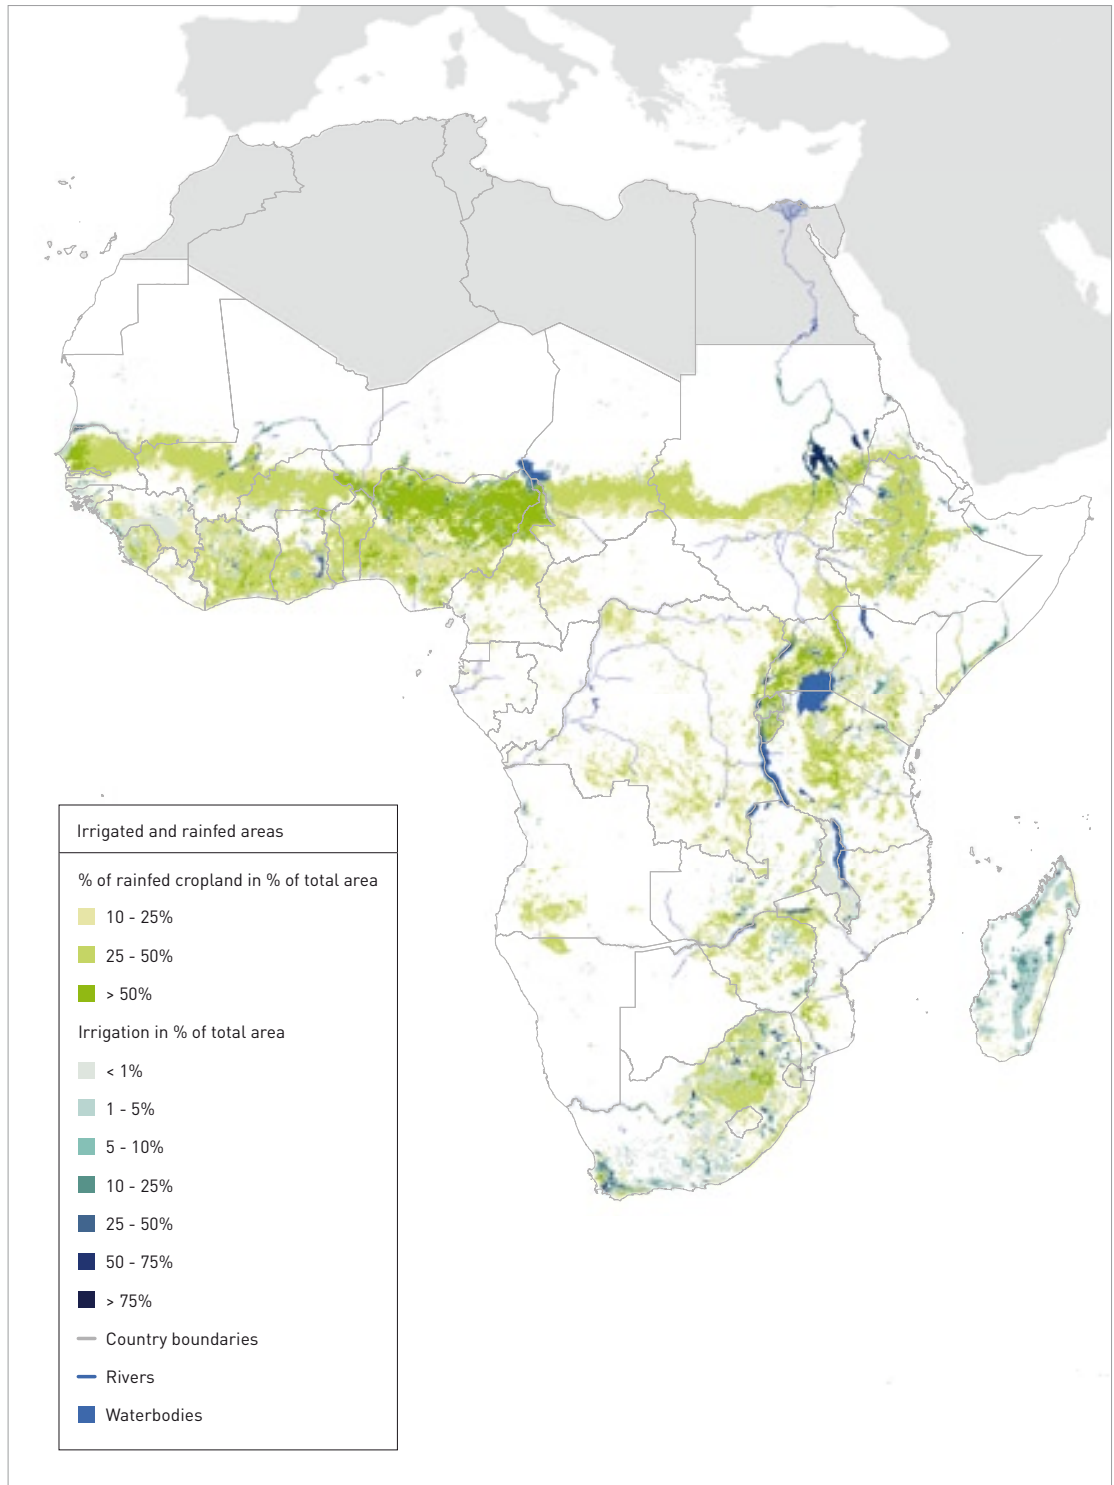 Irrigated and rainfed areas
% of rainfed cropland in % of total area
10 - 25%
25 - 50%
> 50%
Irrigation in % of total area
< 1%
1 - 5%
5 - 10%
10 - 25%
25 - 50%
50 - 75%
> 75%
Country boundaries
Rivers
Waterbodies